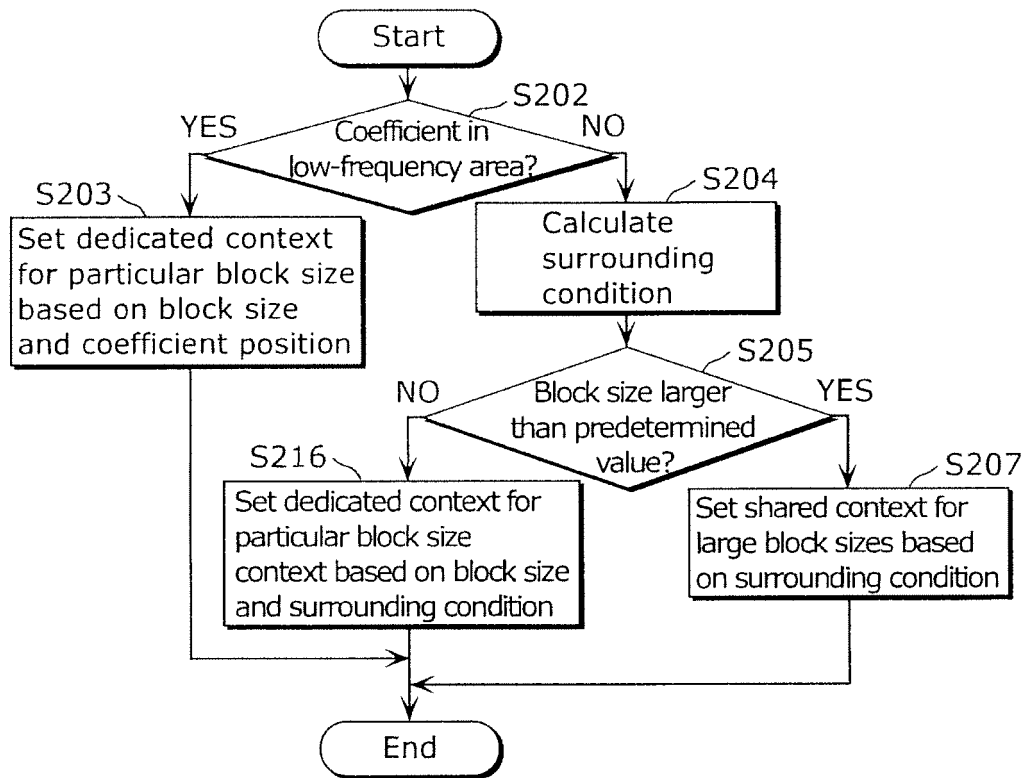 Start
S202
YES
Coefficient in
low-frequency area?
NO
S203
Set dedicated context
for particular block size
based on block size
and coefficient position
S204
Calculate
surrounding
condition
S205
NO
Block size larger
than predetermined
value?
YES
S216
Set dedicated context for
particular block size
context based on block size
and surrounding condition
S207
Set shared context for
large block sizes based
on surrounding condition
End